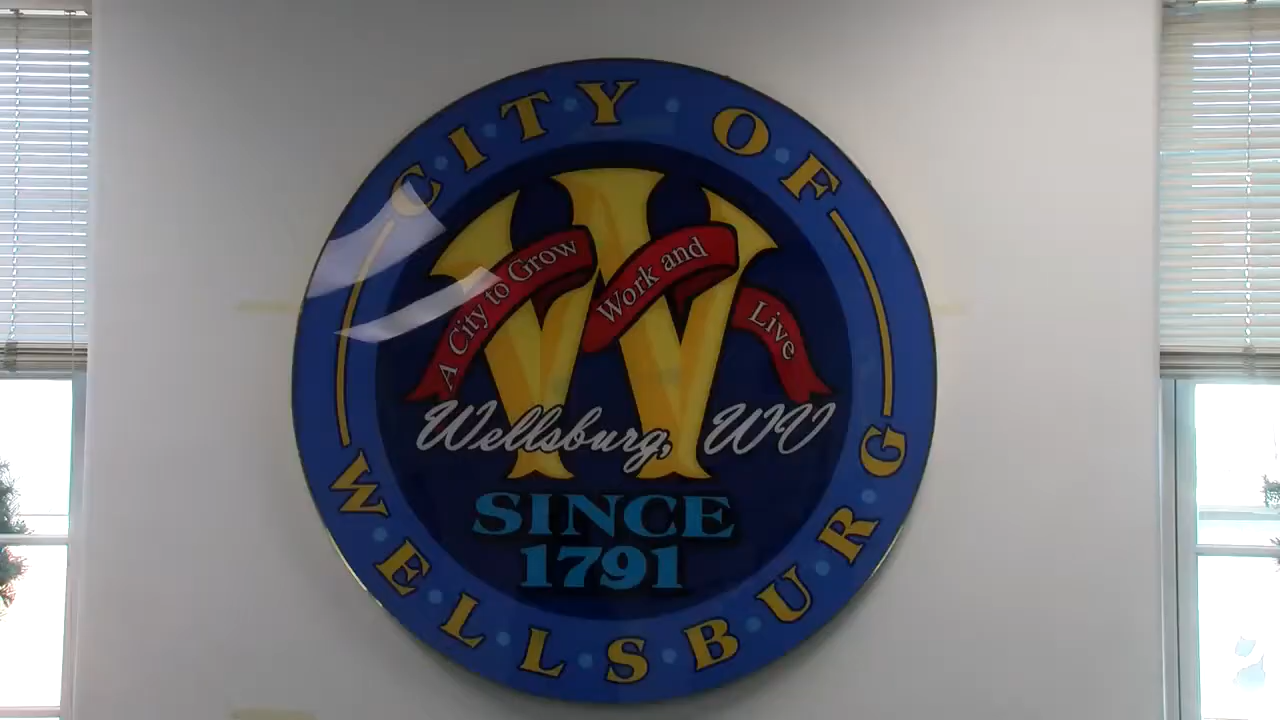 CITY OF
A City to Grow
Work and
Live
Wellsburg, WV
SINCE
1791
WELLSBURG